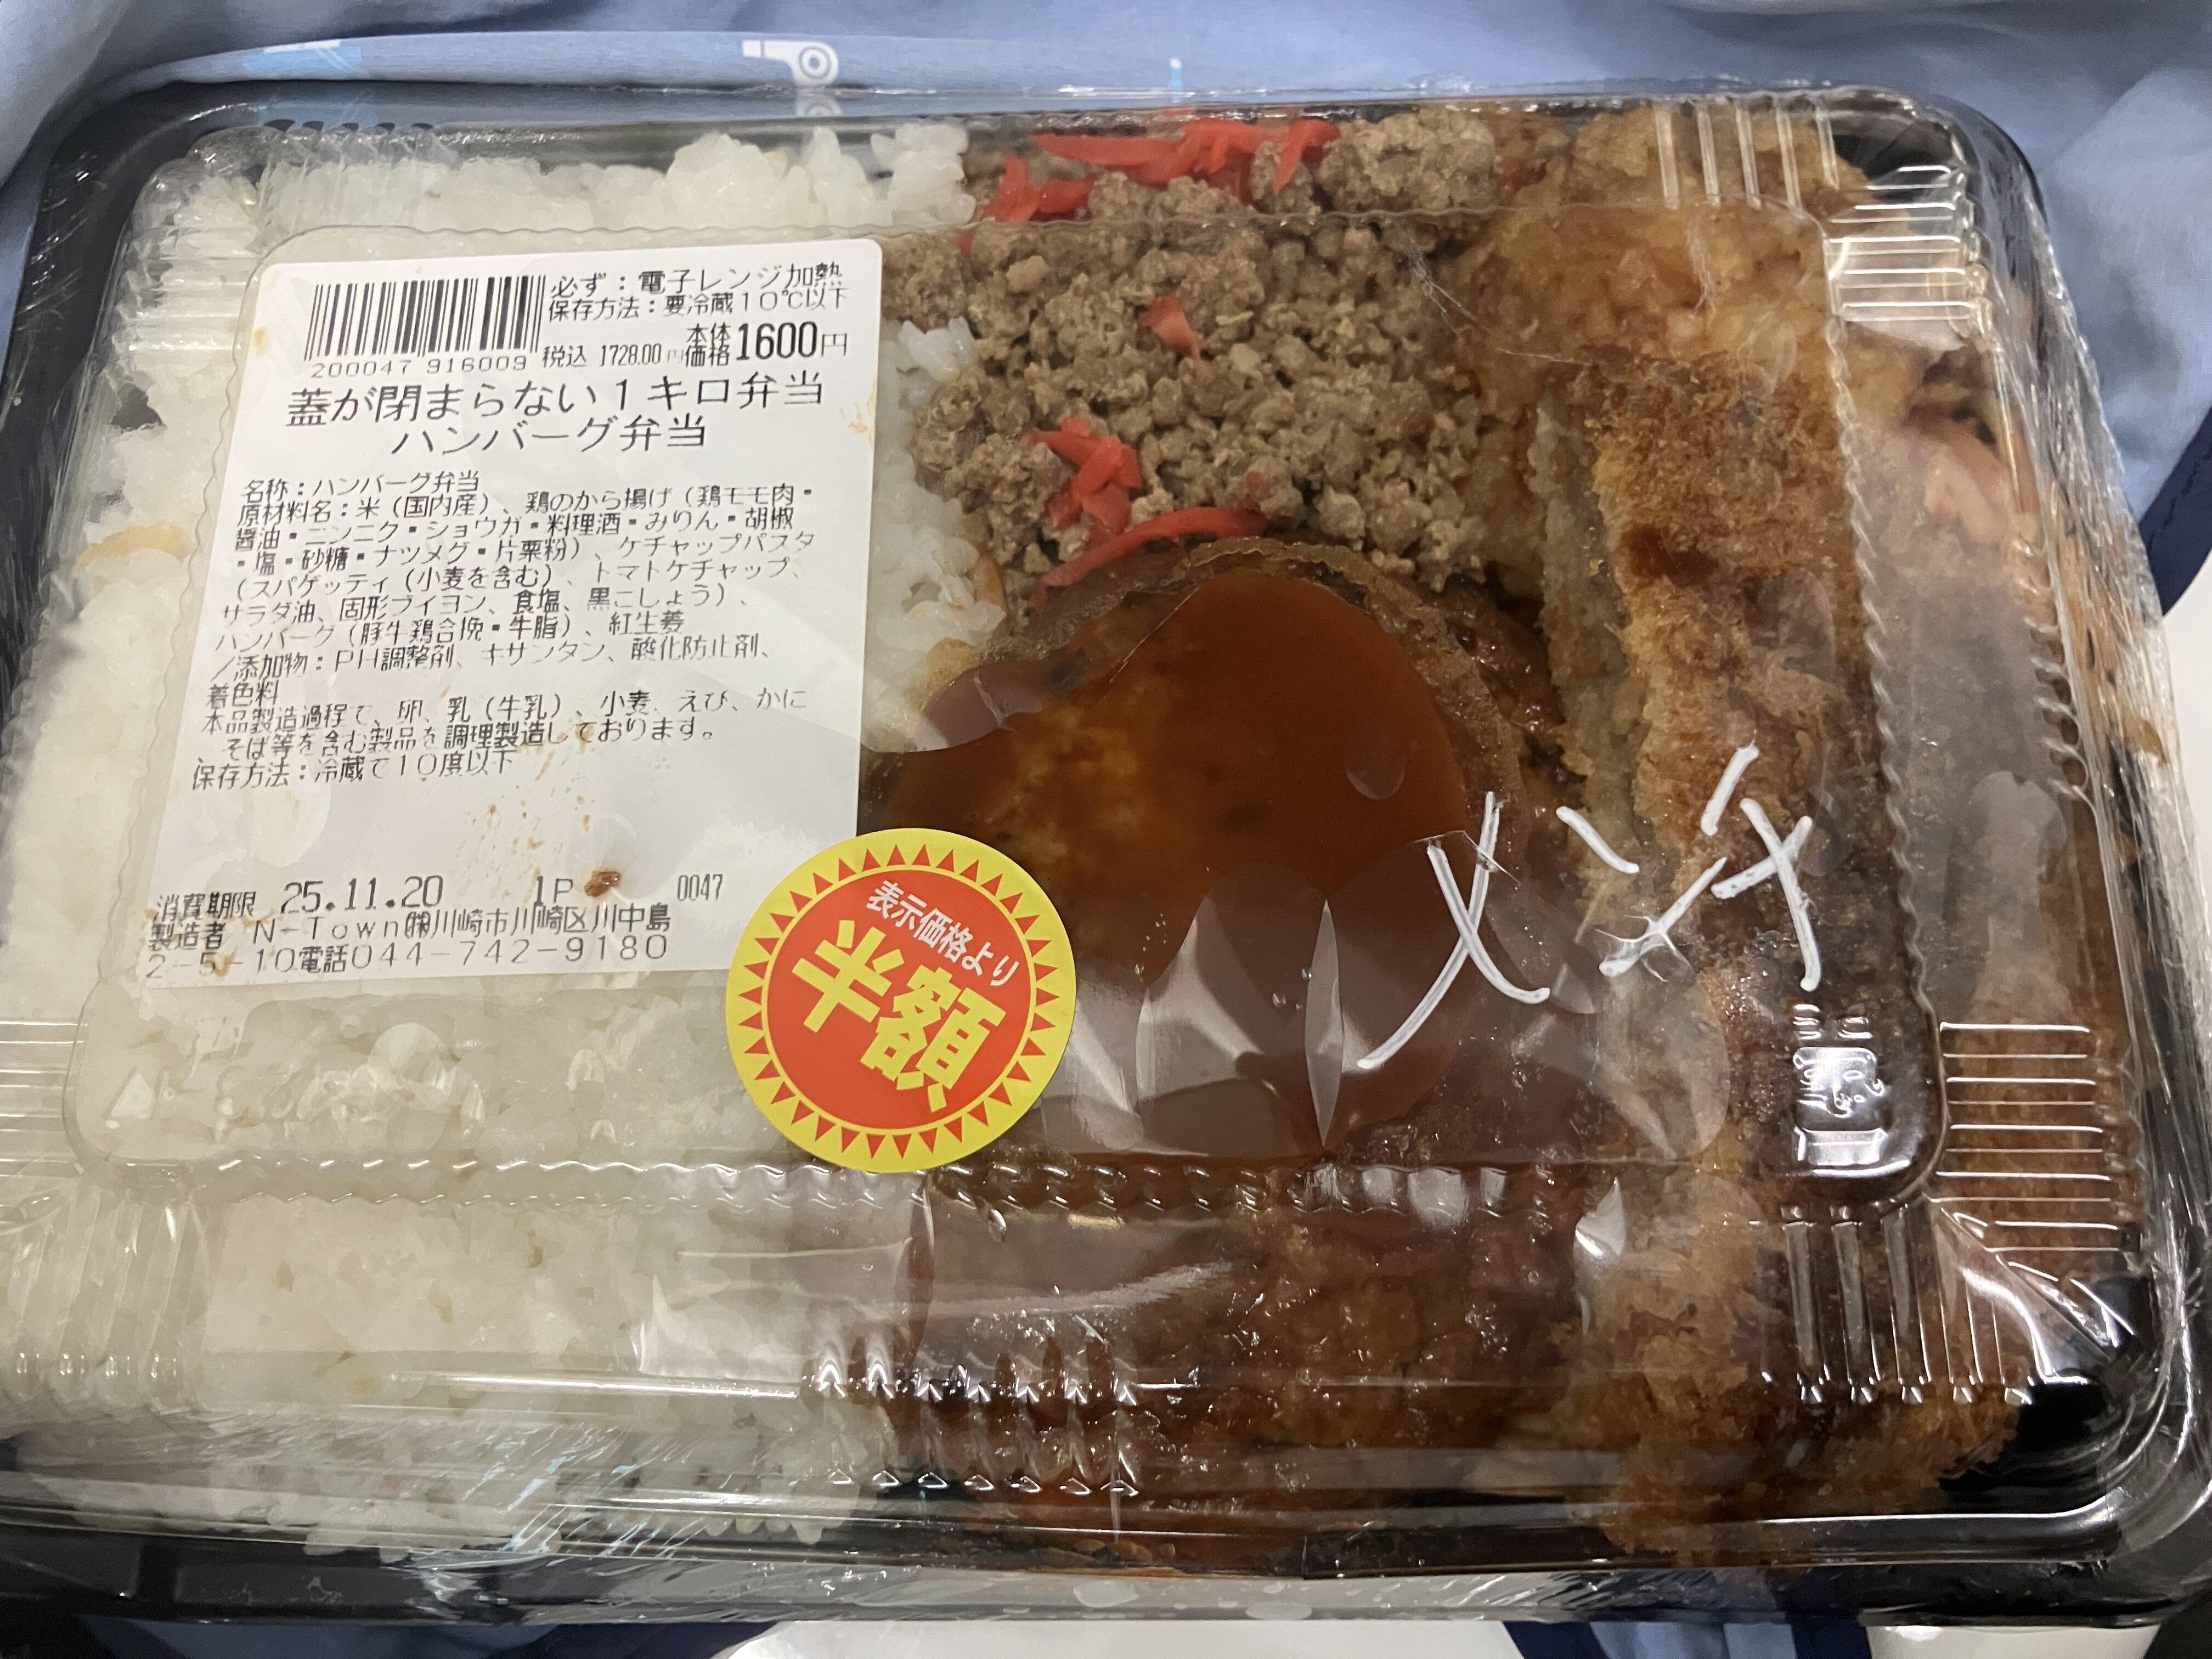 必ず：電子レンジ加熱
保存方法：要冷蔵１０℃以下
200047 916009 税込 1728.00円 本体価格1600円
蓋が閉まらない１キロ弁当
ハンバーグ弁当
名称：ハンバーグ弁当
原材料名：米（国内産）、鶏のから揚げ（鶏モモ肉・
醤油・ニンニク・ショウガ・料理酒・みりん・胡椒
・塩・砂糖・ナツメグ・片栗粉）、ケチャップパスタ
（スパゲッティ（小麦を含む）、トマトケチャップ、
サラダ油、固形ブイヨン、食塩、黒こしょう）、
ハンバーグ（豚牛鶏合挽・牛脂）、紅生姜
／添加物：ＰＨ調整剤、キサンタン、酸化防止剤、
着色料
本品製造過程で、卵、乳（牛乳）、小麦、えび、かに
そば等を含む製品を調理製造しております。
保存方法：冷蔵で１０度以下
消費期限 25.11.20 1P 0047
製造者 Ｎ－Ｔｏｗｎ㈱川崎市川崎区川中島
２－５－１０電話０４４－７４２－９１８０
表示価格より
半額
メンチ